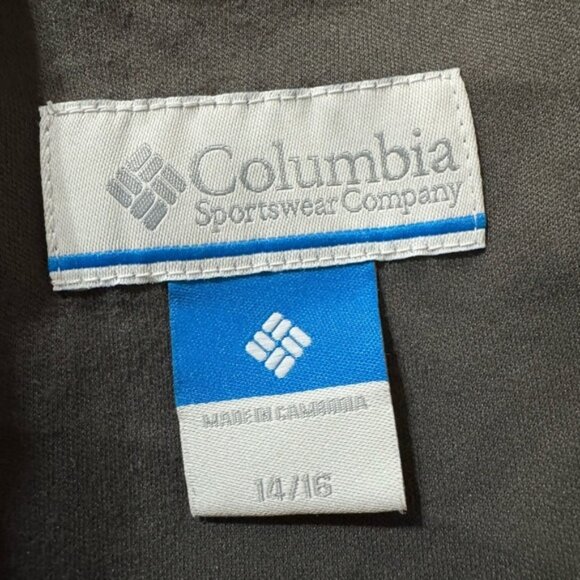 Columbia
Sportswear Company
MADE IN CAMBODIA
14/16